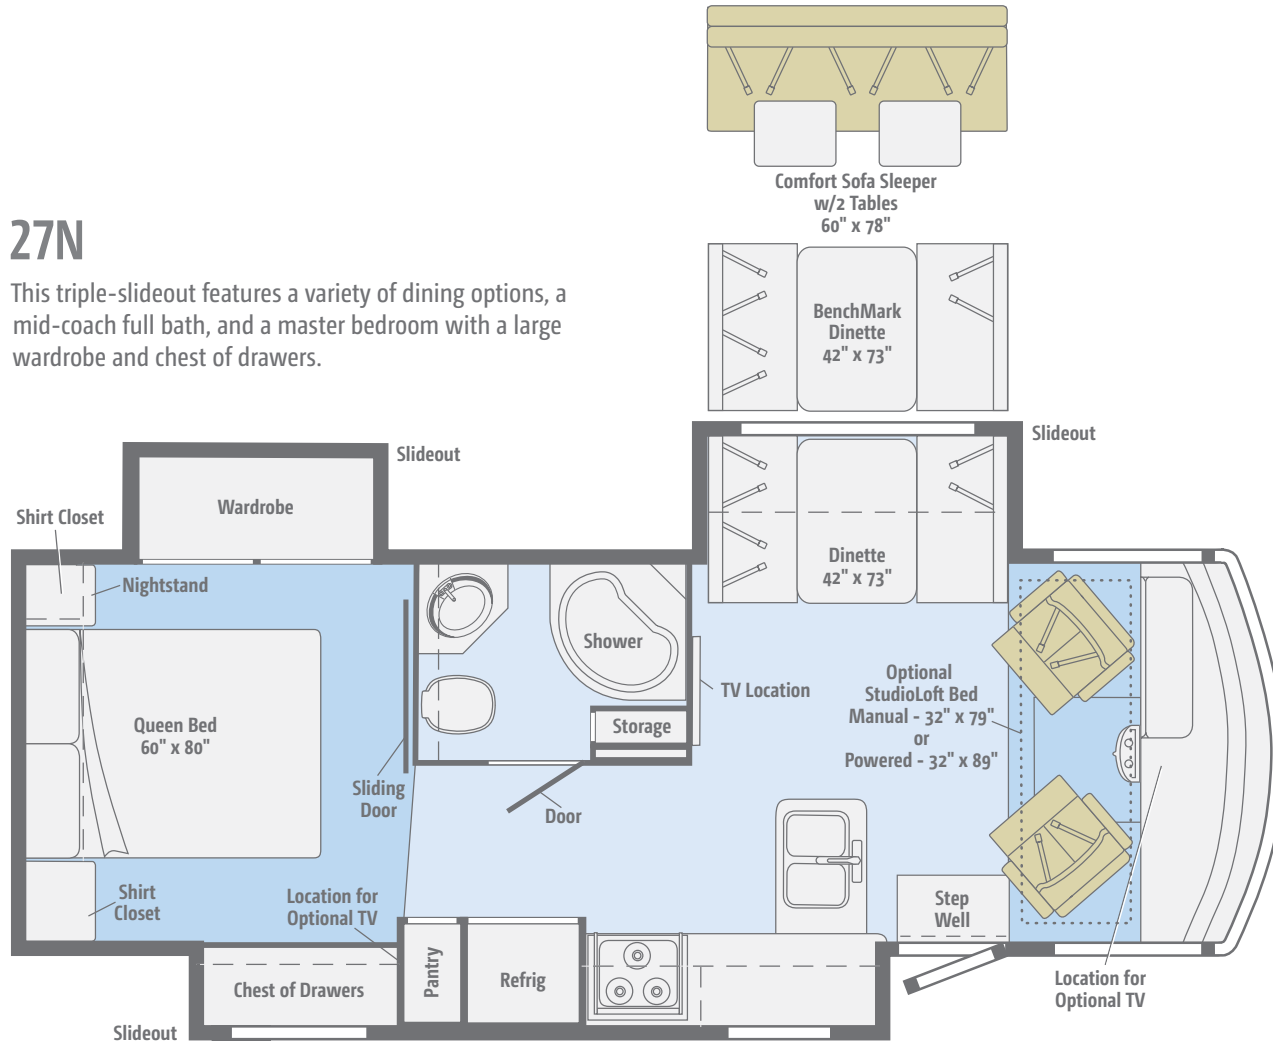 Comfort Sofa Sleeper
w/2 Tables
60" x 78"
27N
This triple-slideout features a variety of dining options, a
mid-coach full bath, and a master bedroom with a large
wardrobe and chest of drawers.
BenchMark
Dinette
42" x 73"
Slideout
Slideout
Wardrobe
Shirt Closet
Nightstand
Dinette
42" x 73"
Shower
TV Location
Optional
StudioLoft Bed
Manual - 32" x 79"
or
Powered - 32" x 89"
Queen Bed
60" x 80"
Storage
Sliding
Door
Door
Shirt
Closet
Location for
Optional TV
Step
Well
Pantry
Refrig
Chest of Drawers
Location for
Optional TV
Slideout